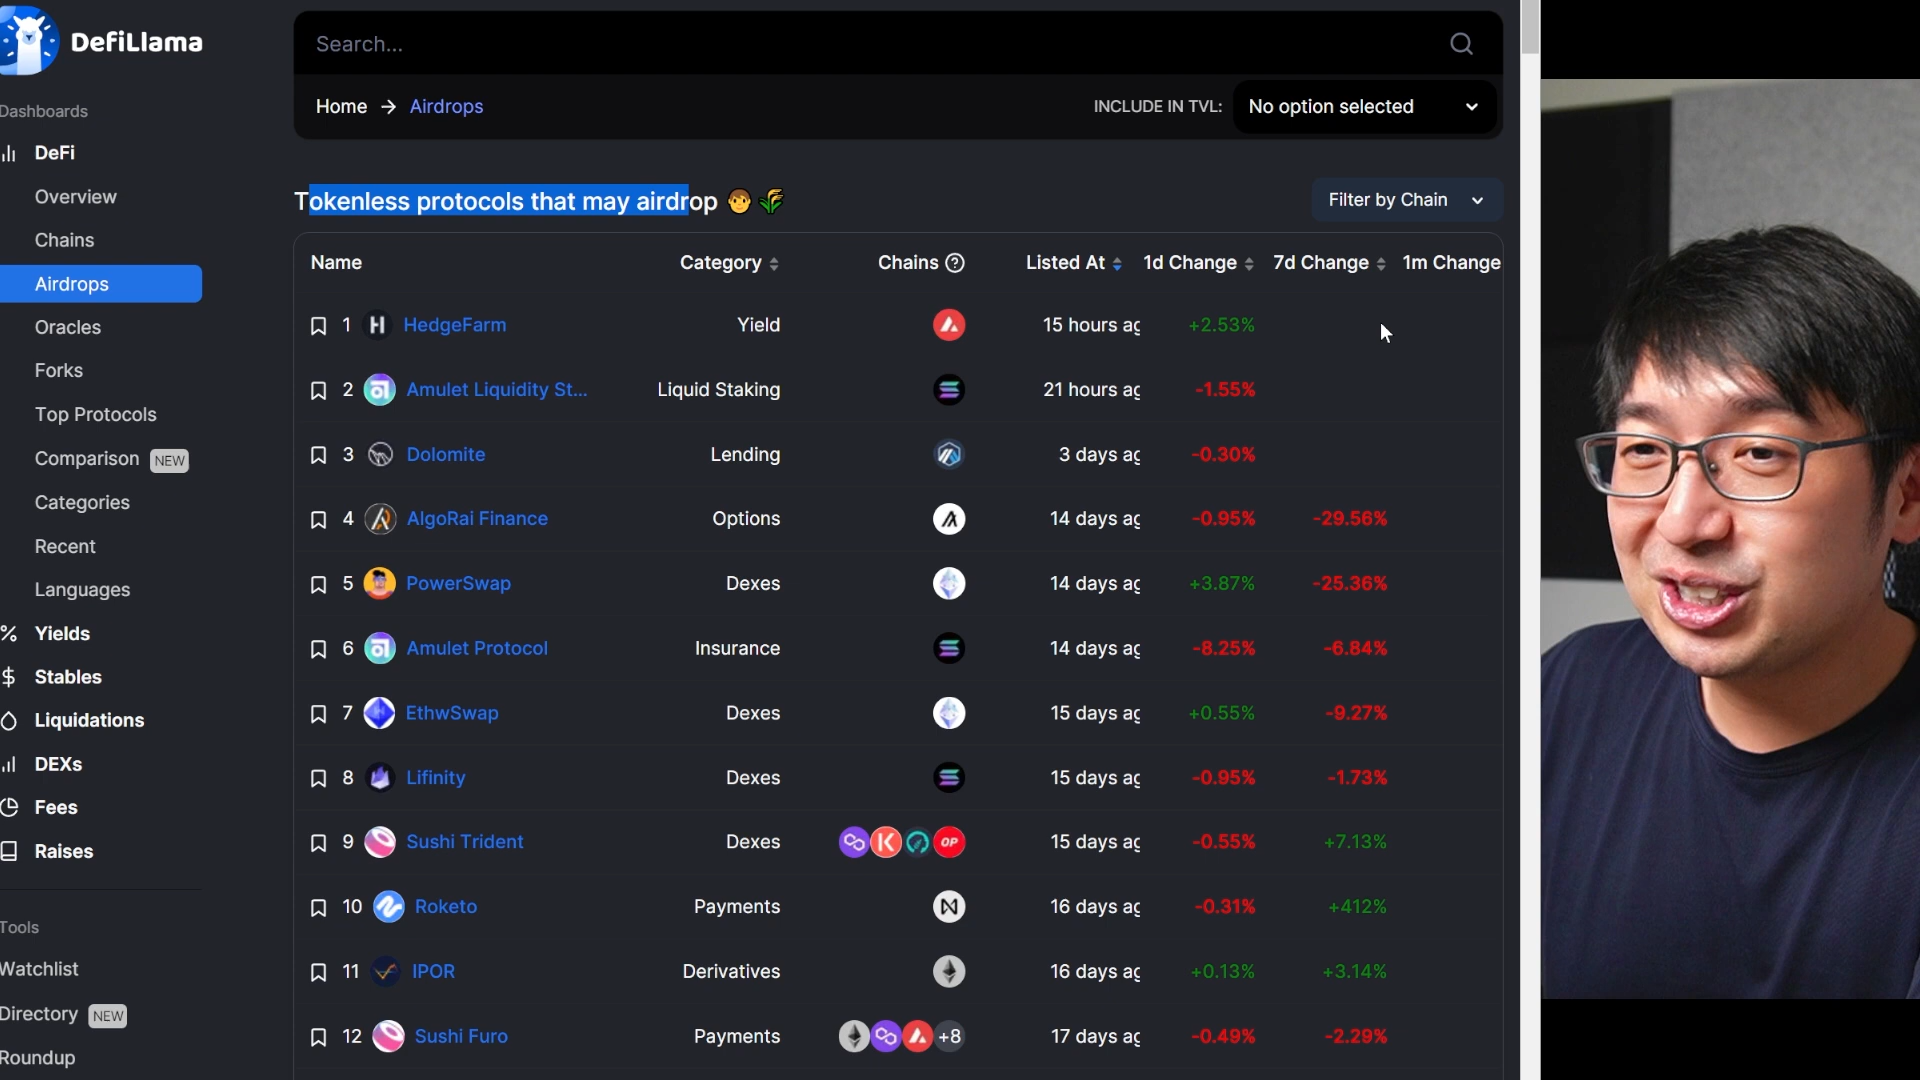 DefiLlama
Search...
Home → Airdrops
INCLUDE IN TVL: No option selected
Dashboards
DeFi
Overview
Chains
Airdrops
Oracles
Forks
Top Protocols
Comparison NEW
Categories
Recent
Languages
Yields
Stables
Liquidations
DEXs
Fees
Raises
Tools
Watchlist
Directory NEW
Roundup
Tokenless protocols that may airdrop 🧑‍🌾
Filter by Chain
Name Category Chains Listed At 1d Change 7d Change 1m Change
1 HedgeFarm Yield 15 hours ag +2.53%
2 Amulet Liquidity St... Liquid Staking 21 hours ag -1.55%
3 Dolomite Lending 3 days ag -0.30%
4 AlgoRai Finance Options 14 days ag -0.95% -29.56%
5 PowerSwap Dexes 14 days ag +3.87% -25.36%
6 Amulet Protocol Insurance 14 days ag -8.25% -6.84%
7 EthwSwap Dexes 15 days ag +0.55% -9.27%
8 Lifinity Dexes 15 days ag -0.95% -1.73%
9 Sushi Trident Dexes OP 15 days ag -0.55% +7.13%
10 Roketo Payments 16 days ag -0.31% +412%
11 IPOR Derivatives 16 days ag +0.13% +3.14%
12 Sushi Furo Payments +8 17 days ag -0.49% -2.29%